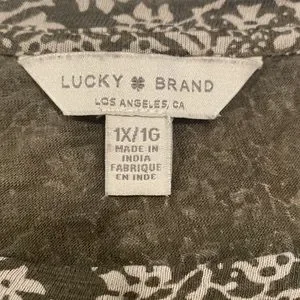 LUCKY BRAND
LOS ANGELES, CA
1X/1G
MADE IN
INDIA
FABRIQUE
EN INDE